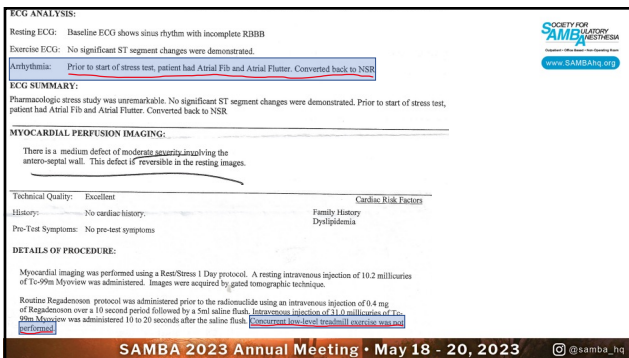 ECG ANALYSIS:
Resting ECG: Baseline ECG shows sinus rhythm with incomplete RBBB
Exercise ECG: No significant ST segment changes were demonstrated.
Arrhythmia: Prior to start of stress test, patient had Atrial Fib and Atrial Flutter. Converted back to NSR
ECG SUMMARY:
Pharmacologic stress study was unremarkable. No significant ST segment changes were demonstrated. Prior to start of stress test,
patient had Atrial Fib and Atrial Flutter. Converted back to NSR
MYOCARDIAL PERFUSION IMAGING:
There is a medium defect of moderate severity involving the
antero-septal wall. This defect is reversible in the resting images.
Technical Quality: Excellent
Cardiac Risk Factors
History: No cardiac history.
Family History
Dyslipidemia
Pre-Test Symptoms: No pre-test symptoms
DETAILS OF PROCEDURE:
Myocardial imaging was performed using a Rest/Stress 1 Day protocol. A resting intravenous injection of 10.2 millicuries
of Tc-99m Myoview was administered. Images were acquired by gated tomographic technique.
Routine Regadenoson protocol was administered prior to the radionuclide using an intravenous injection of 0.4 mg
of Regadenoson over a 10 second period followed by a 5ml saline flush. Intravenous injection of 31.0 millicuries of Tc-
99m Myoview was administered 10 to 20 seconds after the saline flush. Concurrent low-level treadmill exercise was not
performed.
SOCIETY FOR
AMBULATORY
ANESTHESIA
Outpatient • Office Based • Non Operating Room
www.SAMBAhq.org
SAMBA 2023 Annual Meeting • May 18 - 20, 2023
@samba_hq